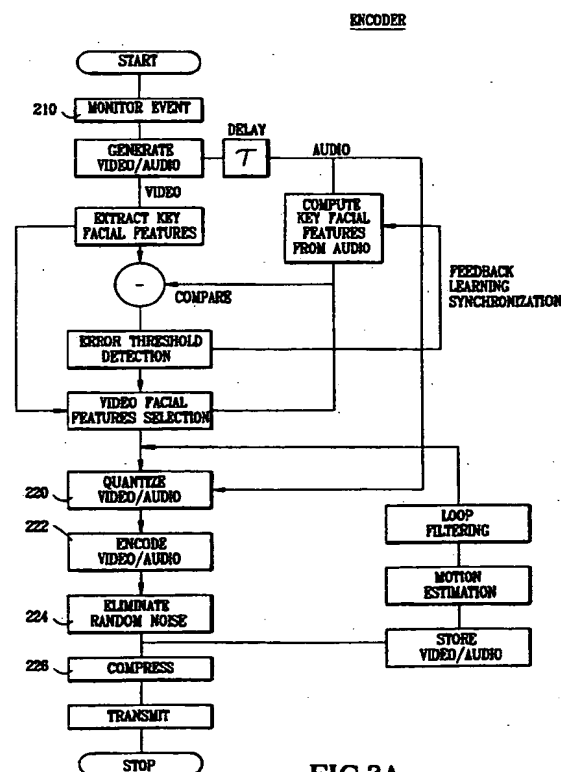 ENCODER
START
210
MONITOR EVENT
GENERATE
VIDEO/AUDIO
DELAY
τ
AUDIO
VIDEO
EXTRACT KEY
FACIAL FEATURES
COMPUTE
KEY FACIAL
FEATURES
FROM AUDIO
-
COMPARE
FEEDBACK
LEARNING
SYNCHRONIZATION
ERROR THRESHOLD
DETECTION
VIDEO FACIAL
FEATURES SELECTION
220
QUANTIZE
VIDEO/AUDIO
LOOP
FILTERING
222
ENCODE
VIDEO/AUDIO
MOTION
ESTIMATION
224
ELIMINATE
RANDOM NOISE
STORE
VIDEO/AUDIO
226
COMPRESS
TRANSMIT
STOP